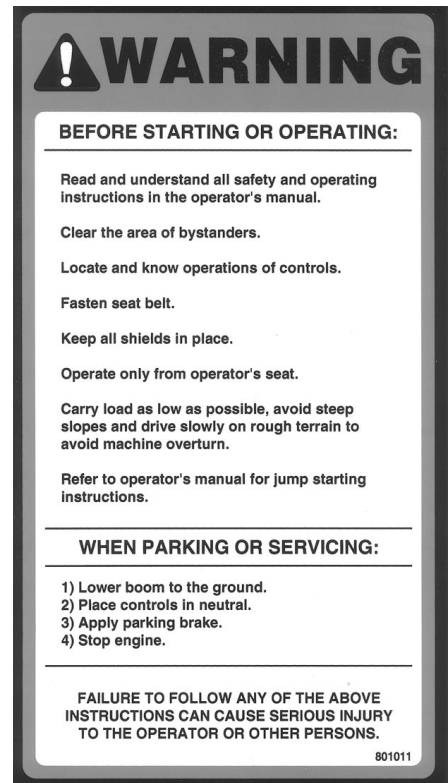 WARNING
BEFORE STARTING OR OPERATING:
Read and understand all safety and operating
instructions in the operator's manual.
Clear the area of bystanders.
Locate and know operations of controls.
Fasten seat belt.
Keep all shields in place.
Operate only from operator's seat.
Carry load as low as possible, avoid steep
slopes and drive slowly on rough terrain to
avoid machine overturn.
Refer to operator's manual for jump starting
instructions.
WHEN PARKING OR SERVICING:
1) Lower boom to the ground.
2) Place controls in neutral.
3) Apply parking brake.
4) Stop engine.
FAILURE TO FOLLOW ANY OF THE ABOVE
INSTRUCTIONS CAN CAUSE SERIOUS INJURY
TO THE OPERATOR OR OTHER PERSONS.
801011